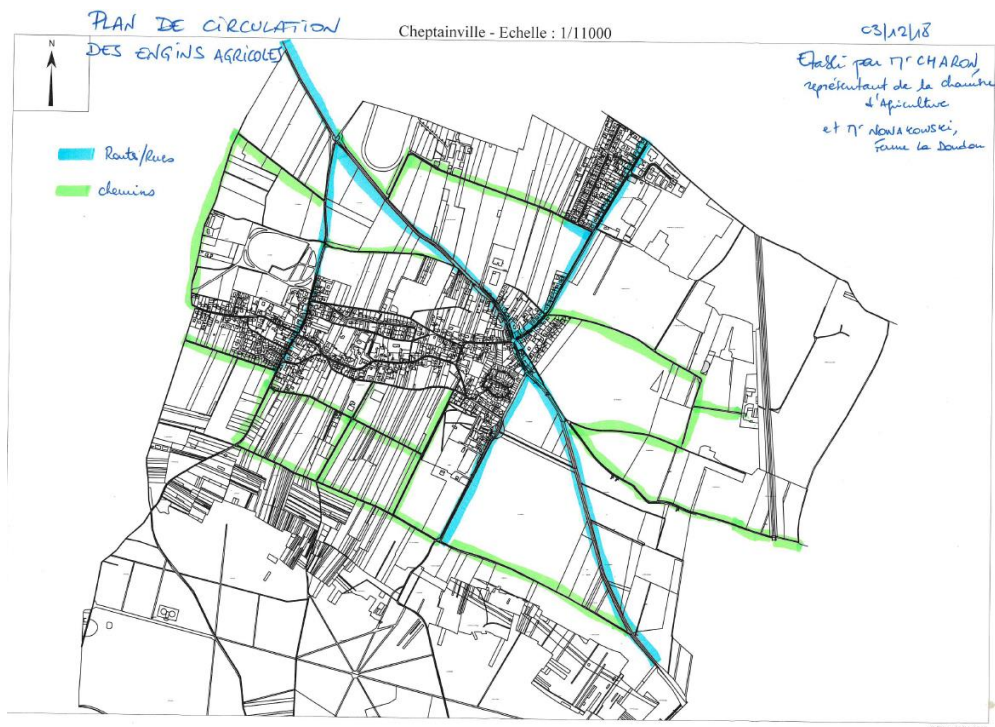 PLAN DE CIRCULATION
DES ENGINS AGRICOLES
Cheptainville - Echelle : 1/11000
03/12/18
Etabli par Mr CHARON,
représentant de la chambre
d'Agriculture
et Mr NOWAKOWSKI,
Ferme La Doudou
N
Routes/Rues
chemins